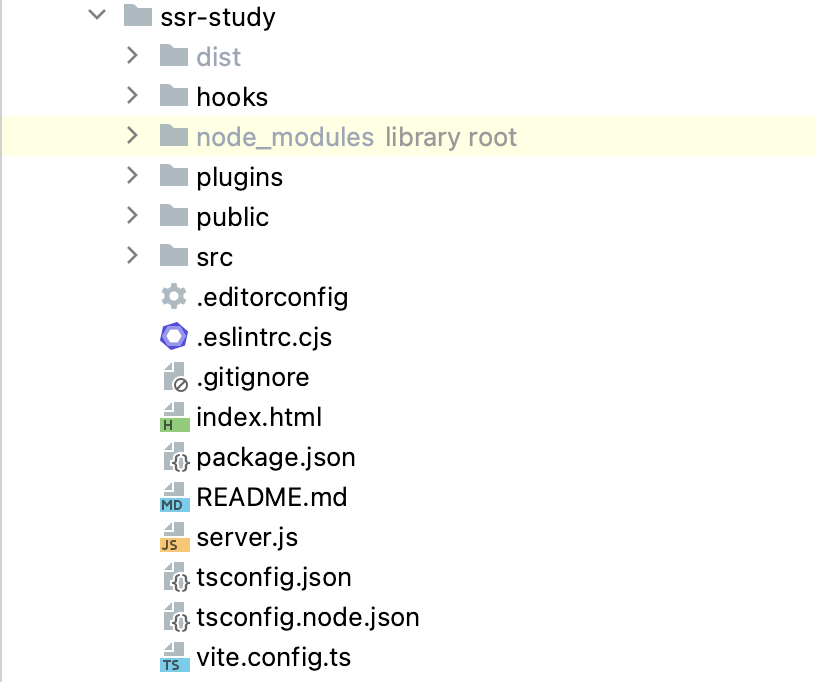 ssr-study
dist
hooks
node_modules library root
plugins
public
src
.editorconfig
.eslintrc.cjs
.gitignore
H index.html
{} package.json
MD README.md
JS server.js
{} tsconfig.json
{} tsconfig.node.json
TS vite.config.ts